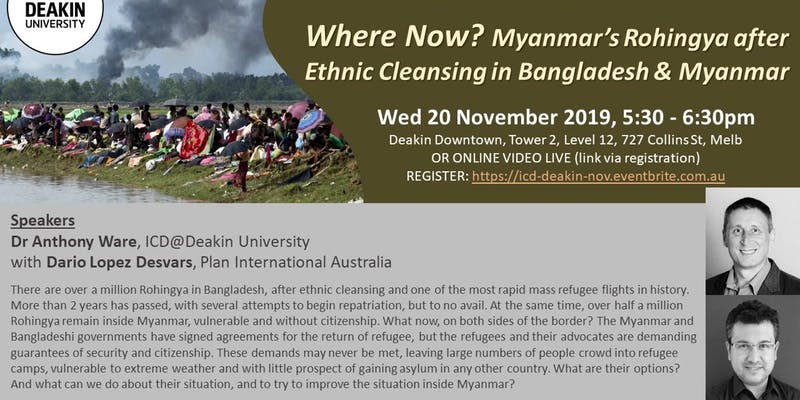 DEAKIN
UNIVERSITY
Where Now? Myanmar's Rohingya after
Ethnic Cleansing in Bangladesh & Myanmar
Wed 20 November 2019, 5:30 - 6:30pm
Deakin Downtown, Tower 2, Level 12, 727 Collins St, Melb
OR ONLINE VIDEO LIVE (link via registration)
REGISTER: https://icd-deakin-nov.eventbrite.com.au
Speakers
Dr Anthony Ware, ICD@Deakin University
with Dario Lopez Desvars, Plan International Australia
There are over a million Rohingya in Bangladesh, after ethnic cleansing and one of the most rapid mass refugee flights in history.
More than 2 years has passed, with several attempts to begin repatriation, but to no avail. At the same time, over half a million
Rohingya remain inside Myanmar, vulnerable and without citizenship. What now, on both sides of the border? The Myanmar and
Bangladeshi governments have signed agreements for the return of refugee, but the refugees and their advocates are demanding
guarantees of security and citizenship. These demands may never be met, leaving large numbers of people crowd into refugee
camps, vulnerable to extreme weather and with little prospect of gaining asylum in any other country. What are their options?
And what can we do about their situation, and to try to improve the situation inside Myanmar?